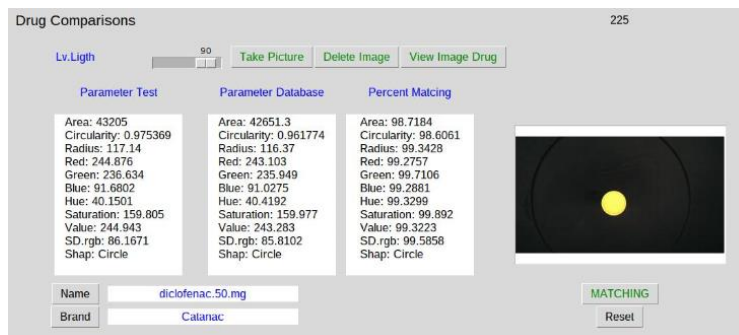 Drug Comparisons 225
Lv.Ligth 90 Take Picture Delete Image View Image Drug
Parameter Test Parameter Database Percent Matcing
Area: 43205 Area: 42651.3 Area: 98.7184
Circularity: 0.975369 Circularity: 0.961774 Circularity: 98.6061
Radius: 117.14 Radius: 116.37 Radius: 99.3428
Red: 244.876 Red: 243.103 Red: 99.2757
Green: 236.634 Green: 235.949 Green: 99.7106
Blue: 91.6802 Blue: 91.0275 Blue: 99.2881
Hue: 40.1501 Hue: 40.4192 Hue: 99.3299
Saturation: 159.805 Saturation: 159.977 Saturation: 99.892
Value: 244.943 Value: 243.283 Value: 99.3223
SD.rgb: 86.1671 SD.rgb: 85.8102 SD.rgb: 99.5858
Shap: Circle Shap: Circle Shap: Circle
Name diclofenac.50.mg MATCHING
Brand Catanac Reset